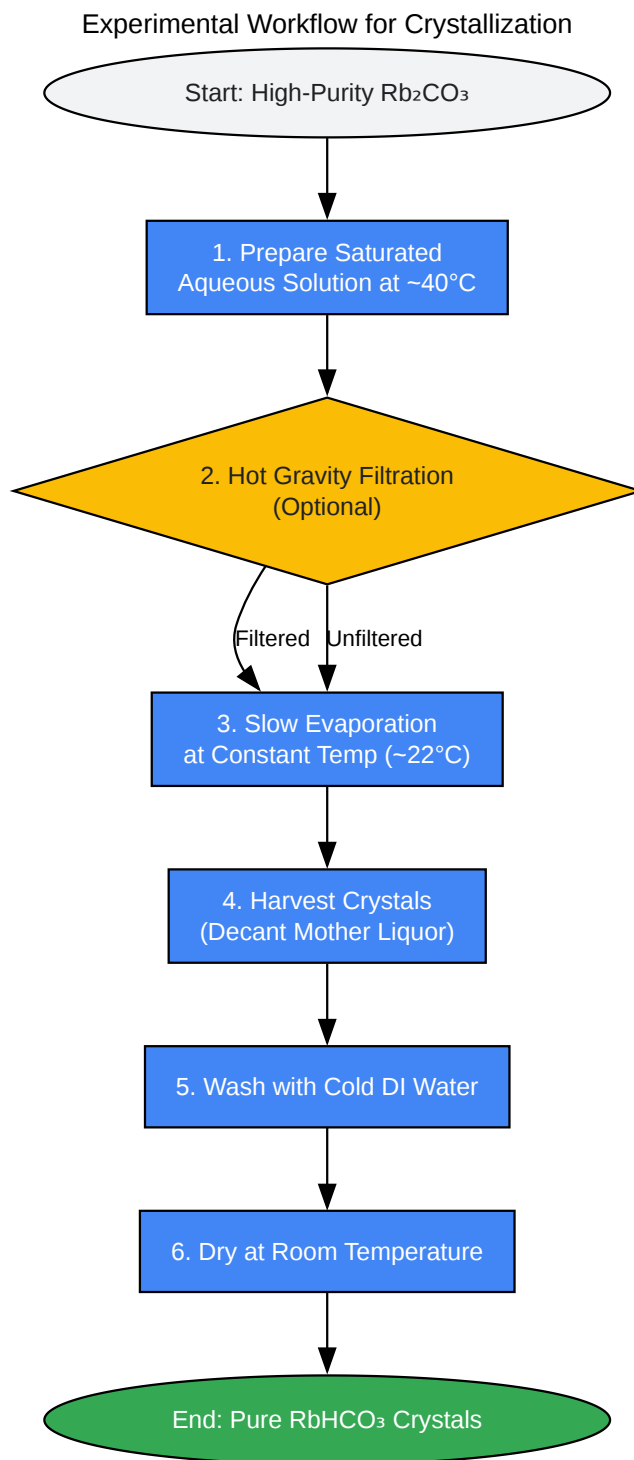 Experimental Workflow for Crystallization
Start: High-Purity Rb₂CO₃
1. Prepare Saturated
Aqueous Solution at ~40°C
2. Hot Gravity Filtration
(Optional)
Filtered
Unfiltered
3. Slow Evaporation
at Constant Temp (~22°C)
4. Harvest Crystals
(Decant Mother Liquor)
5. Wash with Cold DI Water
6. Dry at Room Temperature
End: Pure RbHCO₃ Crystals